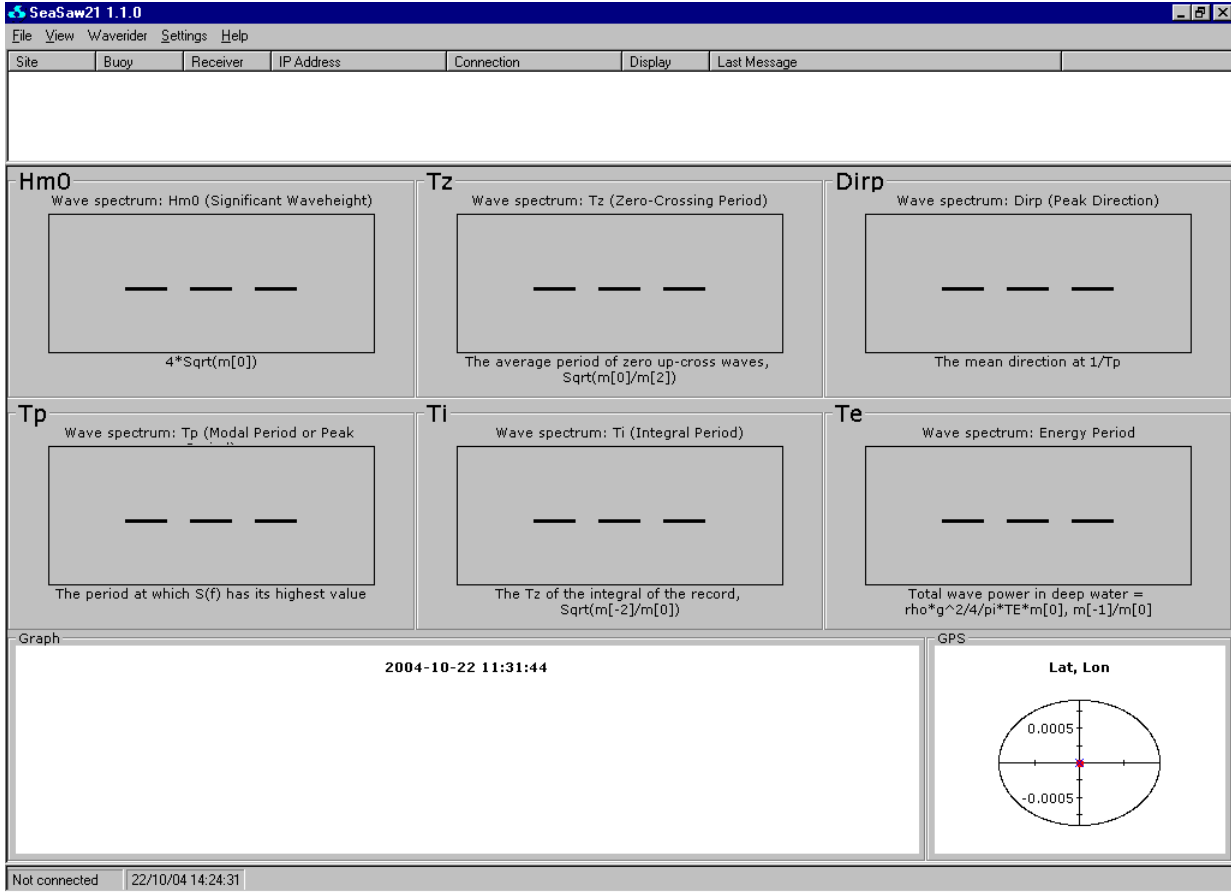 SeaSaw21 1.1.0
File View Waverider Settings Help
Site Buoy Receiver IP Address Connection Display Last Message
Hm0 Tz Dirp
Wave spectrum: Hm0 (Significant Waveheight) Wave spectrum: Tz (Zero-Crossing Period) Wave spectrum: Dirp (Peak Direction)
4*Sqrt(m[0]) The average period of zero up-cross waves, The mean direction at 1/Tp
Sqrt(m[0]/m[2])
Tp Ti Te
Wave spectrum: Tp (Modal Period or Peak Wave spectrum: Ti (Integral Period) Wave spectrum: Energy Period
The period at which S(f) has its highest value The Tz of the integral of the record, Total wave power in deep water =
Sqrt(m[-2]/m[0]) rho*g^2/4/pi*TE*m[0], m[-1]/m[0]
Graph GPS
2004-10-22 11:31:44 Lat, Lon
0.0005
-0.0005
Not connected 22/10/04 14:24:31